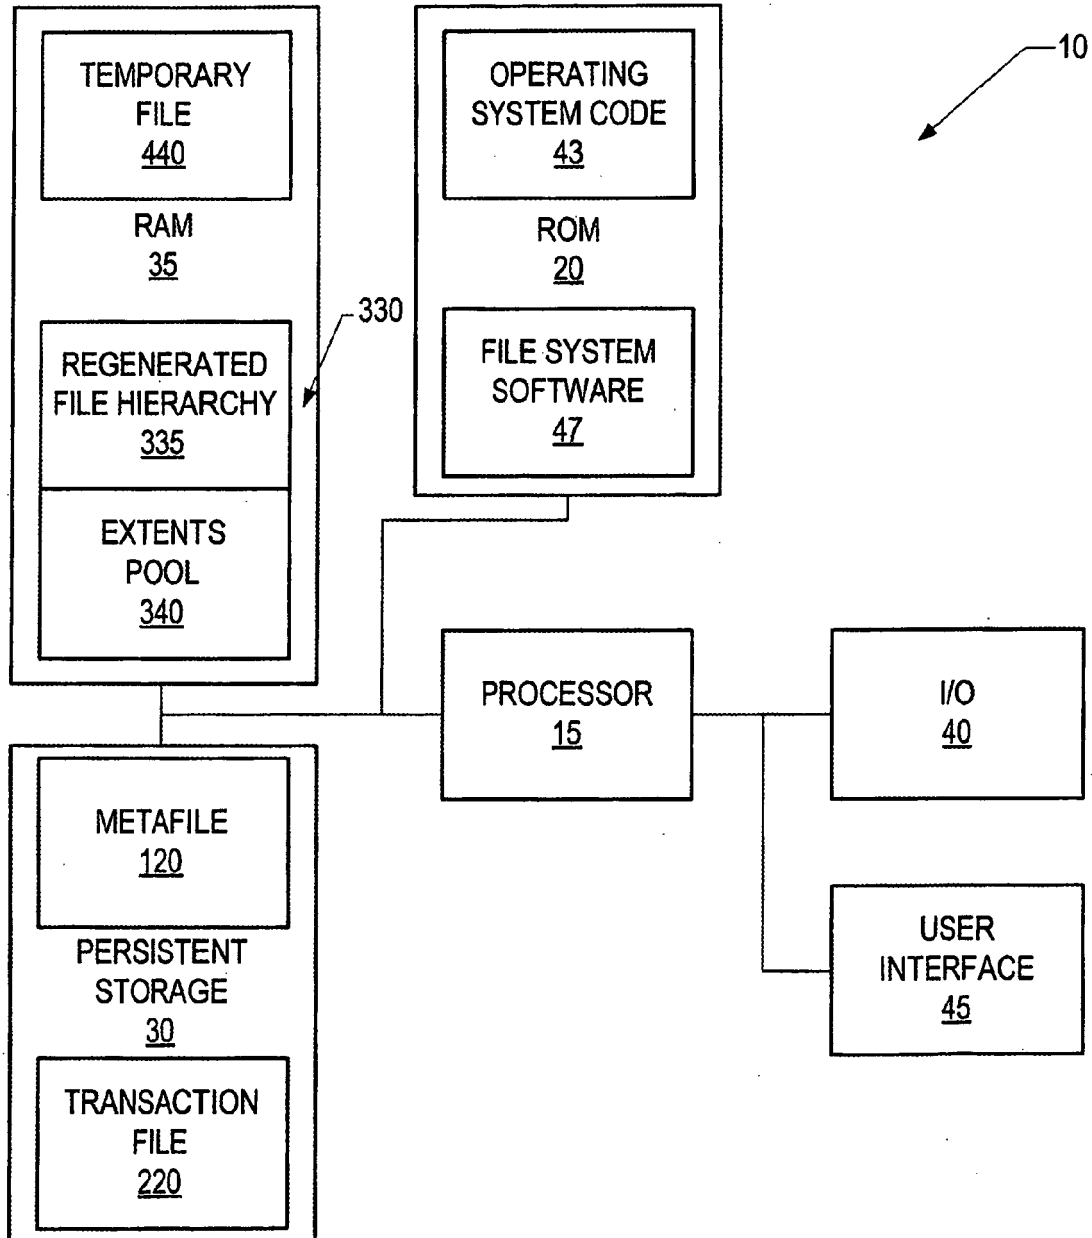 TEMPORARY
FILE
440
RAM
35
REGENERATED
FILE HIERARCHY
335
EXTENTS
POOL
340
330
OPERATING
SYSTEM CODE
43
ROM
20
FILE SYSTEM
SOFTWARE
47
10
PROCESSOR
15
I/O
40
METAFILE
120
PERSISTENT
STORAGE
30
TRANSACTION
FILE
220
USER
INTERFACE
45